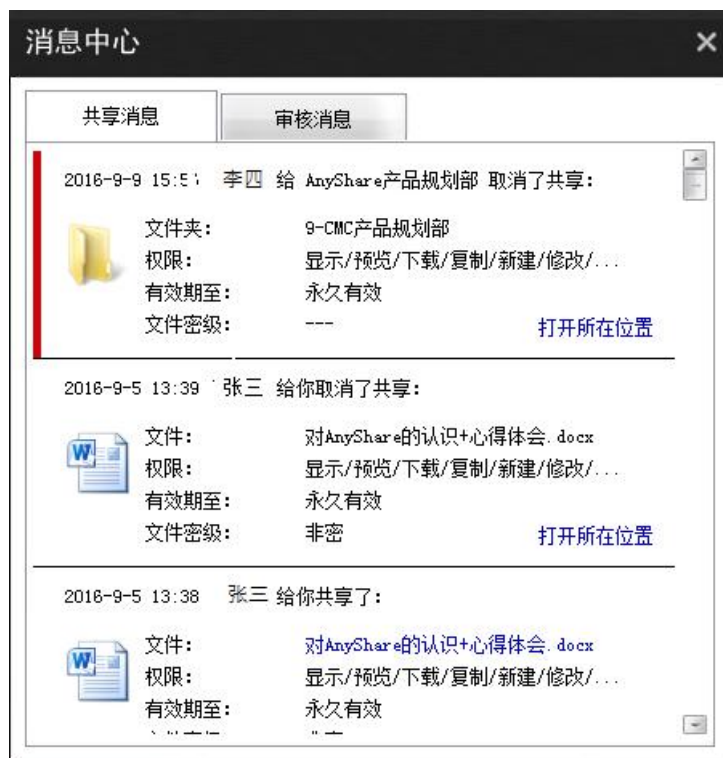 消息中心
共享消息 审核消息
2016-9-9 李四 给 AnyShare产品规划部 取消了共享：
文件夹： 9-CMC产品规划部
权限： 显示/预览/下载/复制/新建/修改/...
有效期至： 永久有效
文件密级： --- 打开所在位置
2016-9-5 13:39 张三 给你取消了共享：
文件： 对AnyShare的认识+心得体会.docx
权限： 显示/预览/下载/复制/新建/修改/...
有效期至： 永久有效
文件密级： 非密 打开所在位置
2016-9-5 13:38 张三 给你共享了：
文件： 对AnyShare的认识+心得体会.docx
权限： 显示/预览/下载/复制/新建/修改/...
有效期至： 永久有效